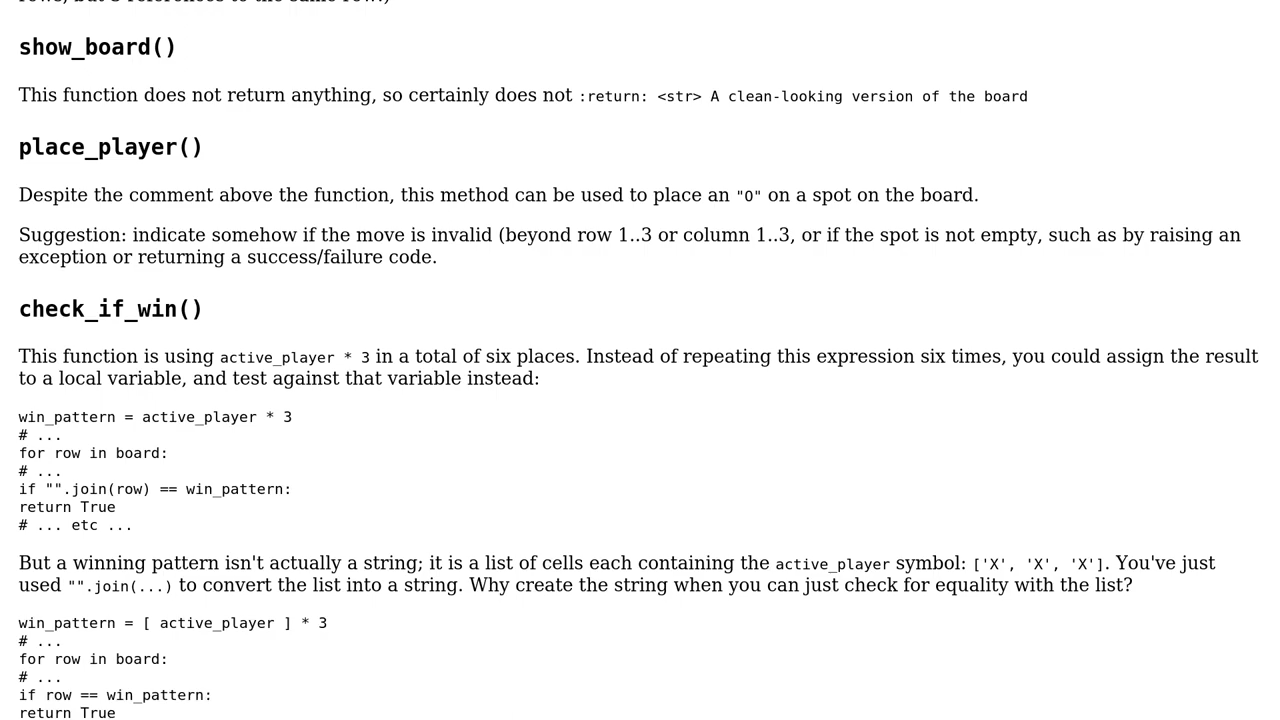 show_board()
This function does not return anything, so certainly does not :return: <str> A clean-looking version of the board
place_player()
Despite the comment above the function, this method can be used to place an "O" on a spot on the board.
Suggestion: indicate somehow if the move is invalid (beyond row 1..3 or column 1..3, or if the spot is not empty, such as by raising an
exception or returning a success/failure code.
check_if_win()
This function is using active_player * 3 in a total of six places. Instead of repeating this expression six times, you could assign the result
to a local variable, and test against that variable instead:
win_pattern = active_player * 3
# ...
for row in board:
# ...
if "".join(row) == win_pattern:
return True
# ... etc ...
But a winning pattern isn't actually a string; it is a list of cells each containing the active_player symbol: ['X', 'X', 'X']. You've just
used "".join(...) to convert the list into a string. Why create the string when you can just check for equality with the list?
win_pattern = [ active_player ] * 3
# ...
for row in board:
# ...
if row == win_pattern:
return True